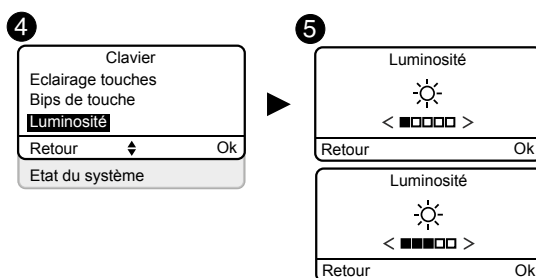 4
Clavier
Eclairage touches
Bips de touche
Luminosité
Retour Ok
Etat du système
5
Luminosité
Retour Ok
Luminosité
Retour Ok